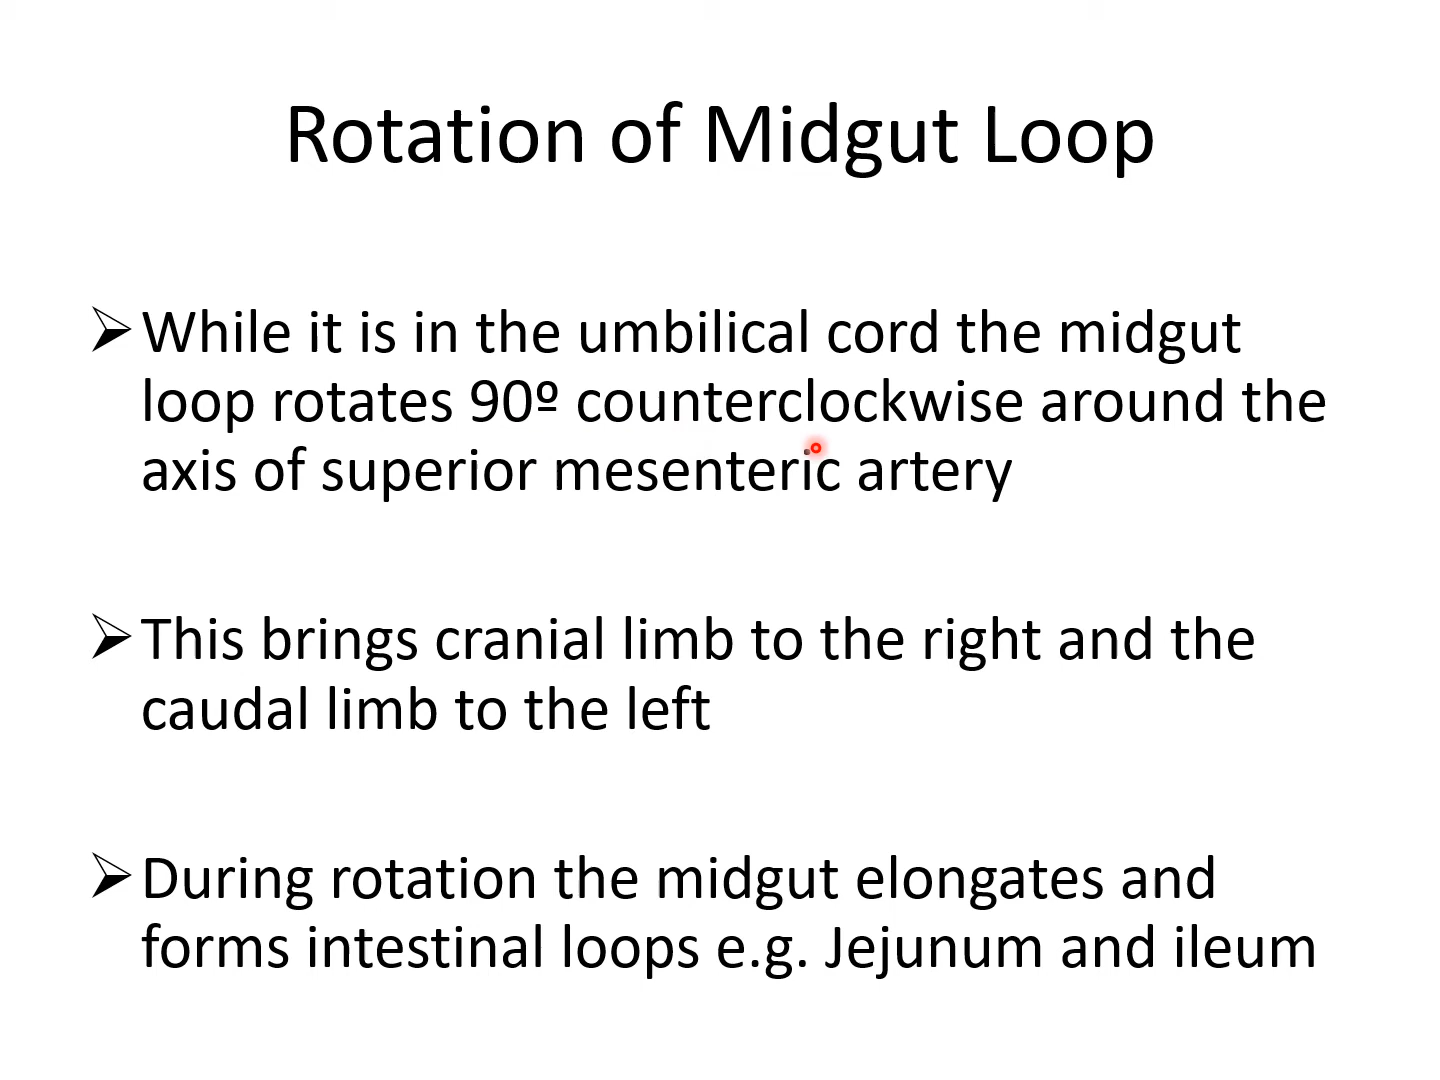 Rotation of Midgut Loop
While it is in the umbilical cord the midgut
loop rotates 90º counterclockwise around the
axis of superior mesenteric artery
This brings cranial limb to the right and the
caudal limb to the left
During rotation the midgut elongates and
forms intestinal loops e.g. Jejunum and ileum